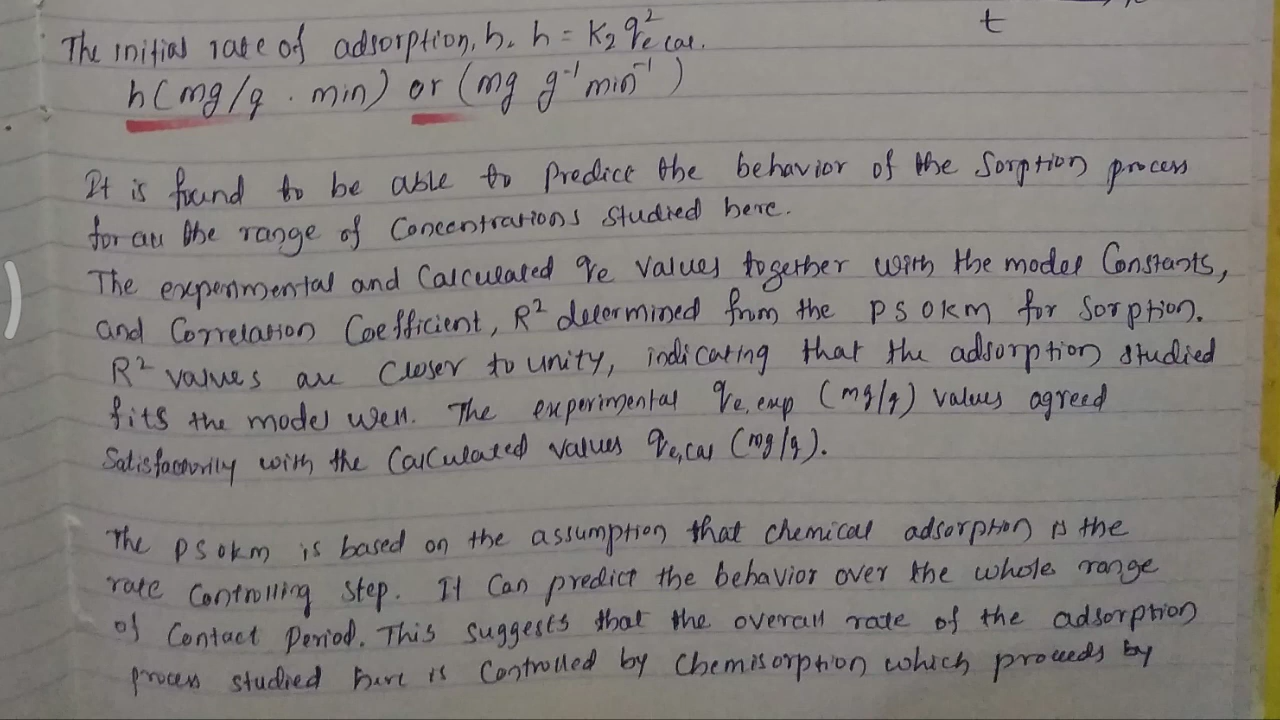 t
The initial rate of adsorption, h, h = K₂ qₑ² cal.
h (mg/g . min) or (mg g⁻¹ min⁻¹)
It is found to be able to predict the behavior of the Sorption process
for all the range of Concentrations studied here.
The experimental and Calculated qe values together with the model Constants,
and Correlation Coefficient, R² determined from the PSOKM for Sorption.
R² values are closer to unity, indicating that the adsorption studied
fits the model well. The experimental qe,exp (mg/g) values agreed
Satisfactorily with the Calculated values qe,cal (mg/g).
The PSOKM is based on the assumption that chemical adsorption is the
rate Controlling step. It Can predict the behavior over the whole range
of Contact Period. This suggests that the overall rate of the adsorption
process studied here is Controlled by Chemisorption which proceeds by